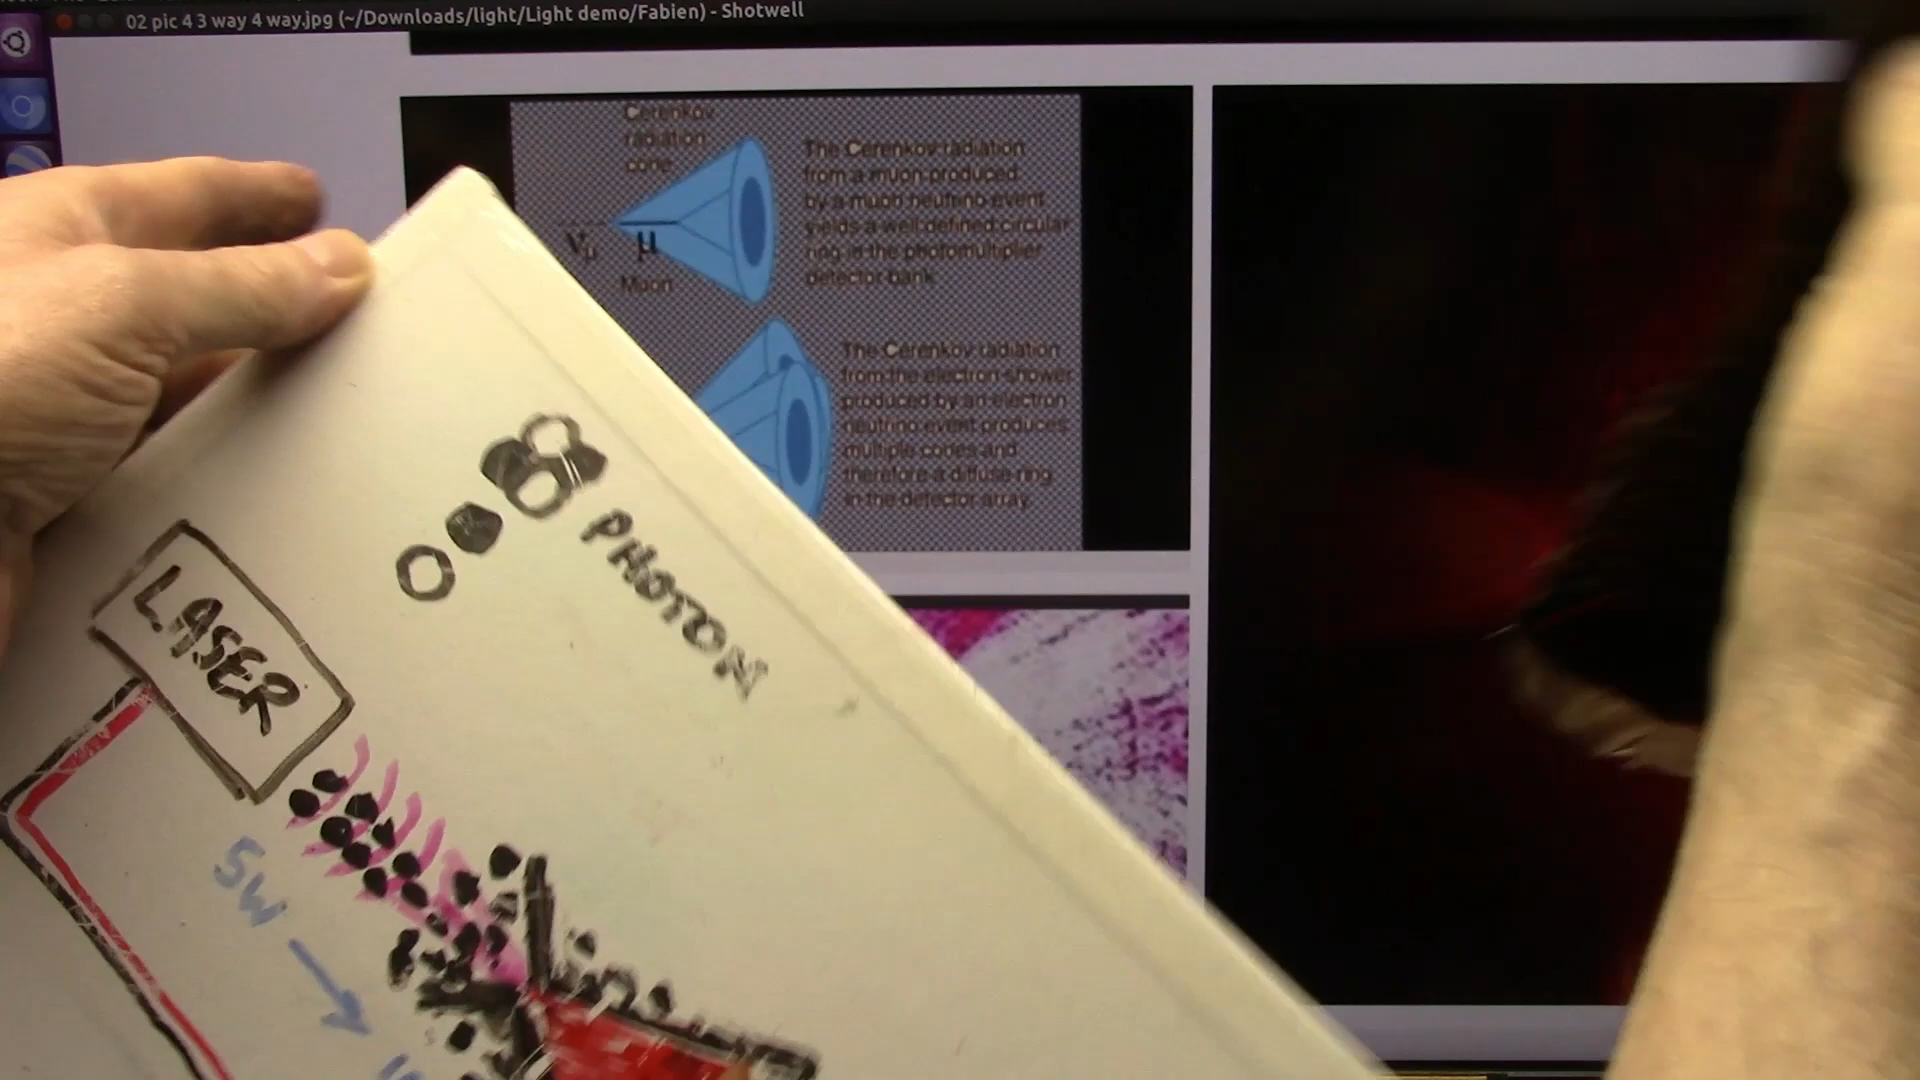 02 pic 4 3 way 4 way.jpg (~/Downloads/light/Light demo/Fabien) - Shotwell
Cerenkov
radiation
cone
νμ
μ
Muon
The Cerenkov radiation
from a muon produced
by a muon neutrino event
yields a well defined circular
ring in the photomultiplier
detector bank.
The Cerenkov radiation
from the electron shower
produced by an electron
neutrino event produces
multiple cones and
therefore a diffuse ring
in the detector array.
PHOTON
LASER
SW